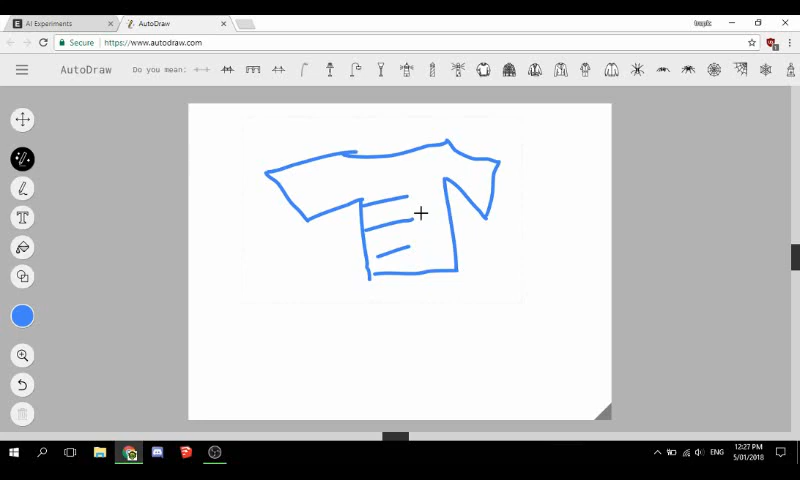 AI Experiments
AutoDraw
tropik
Secure
https://www.autodraw.com
AutoDraw
Do you mean:
T
12:27 PM
ENG
5/01/2018